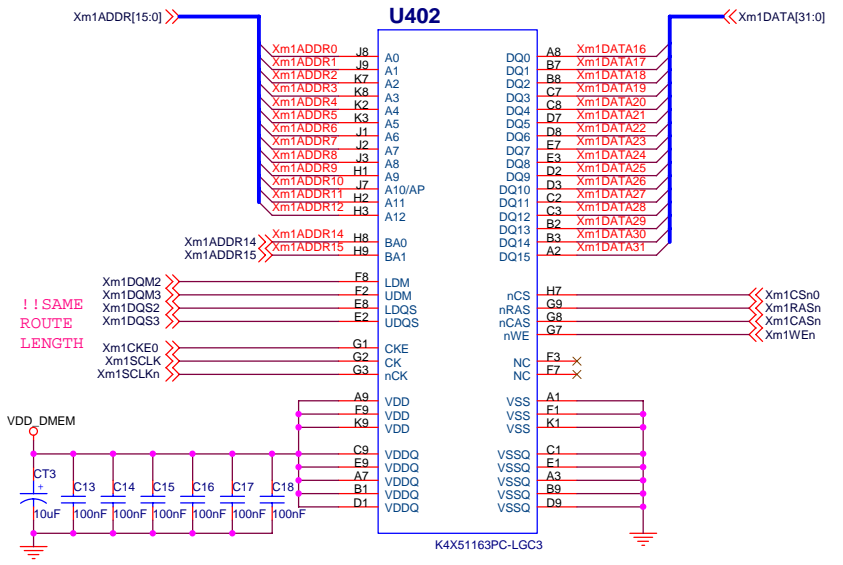 U402
Xm1ADDR[15:0]
Xm1DATA[31:0]
Xm1ADDR0 J8 A0
Xm1ADDR1 J9 A1
Xm1ADDR2 K7 A2
Xm1ADDR3 K8 A3
Xm1ADDR4 K2 A4
Xm1ADDR5 K3 A5
Xm1ADDR6 J1 A6
Xm1ADDR7 J2 A7
Xm1ADDR8 J3 A8
Xm1ADDR9 H1 A9
Xm1ADDR10 J7 A10/AP
Xm1ADDR11 H2 A11
Xm1ADDR12 H3 A12
Xm1ADDR14 Xm1ADDR14 H8 BA0
Xm1ADDR15 Xm1ADDR15 H9 BA1
Xm1DQM2 F8 LDM
Xm1DQM3 F2 UDM
Xm1DQS2 E8 LDQS
Xm1DQS3 E2 UDQS
!!SAME
ROUTE
LENGTH
Xm1CKE0 G1 CKE
Xm1SCLK G2 CK
Xm1SCLKn G3 nCK
A9 VDD
F9 VDD
K9 VDD
C9 VDDQ
E9 VDDQ
A7 VDDQ
B1 VDDQ
D1 VDDQ
DQ0 A8 Xm1DATA16
DQ1 B7 Xm1DATA17
DQ2 B8 Xm1DATA18
DQ3 C7 Xm1DATA19
DQ4 C8 Xm1DATA20
DQ5 D7 Xm1DATA21
DQ6 D8 Xm1DATA22
DQ7 E7 Xm1DATA23
DQ8 E3 Xm1DATA24
DQ9 D2 Xm1DATA25
DQ10 D3 Xm1DATA26
DQ11 C2 Xm1DATA27
DQ12 C3 Xm1DATA28
DQ13 B2 Xm1DATA29
DQ14 B3 Xm1DATA30
DQ15 A2 Xm1DATA31
nCS H7 Xm1CSn0
nRAS G9 Xm1RASn
nCAS G8 Xm1CASn
nWE G7 Xm1WEn
NC F3
NC F7
VSS A1
VSS F1
VSS K1
VSSQ C1
VSSQ E1
VSSQ A3
VSSQ B9
VSSQ D9
VDD_DMEM
CT3 + 10uF
C13 100nF
C14 100nF
C15 100nF
C16 100nF
C17 100nF
C18 100nF
K4X51163PC-LGC3